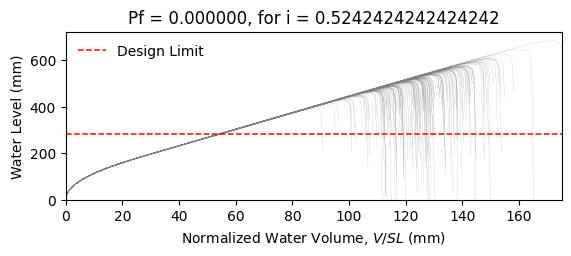 Pf = 0.000000, for i = 0.5242424242424242
Design Limit
Water Level (mm)
600
400
200
0
0 20 40 60 80 100 120 140 160
Normalized Water Volume, V/SL (mm)